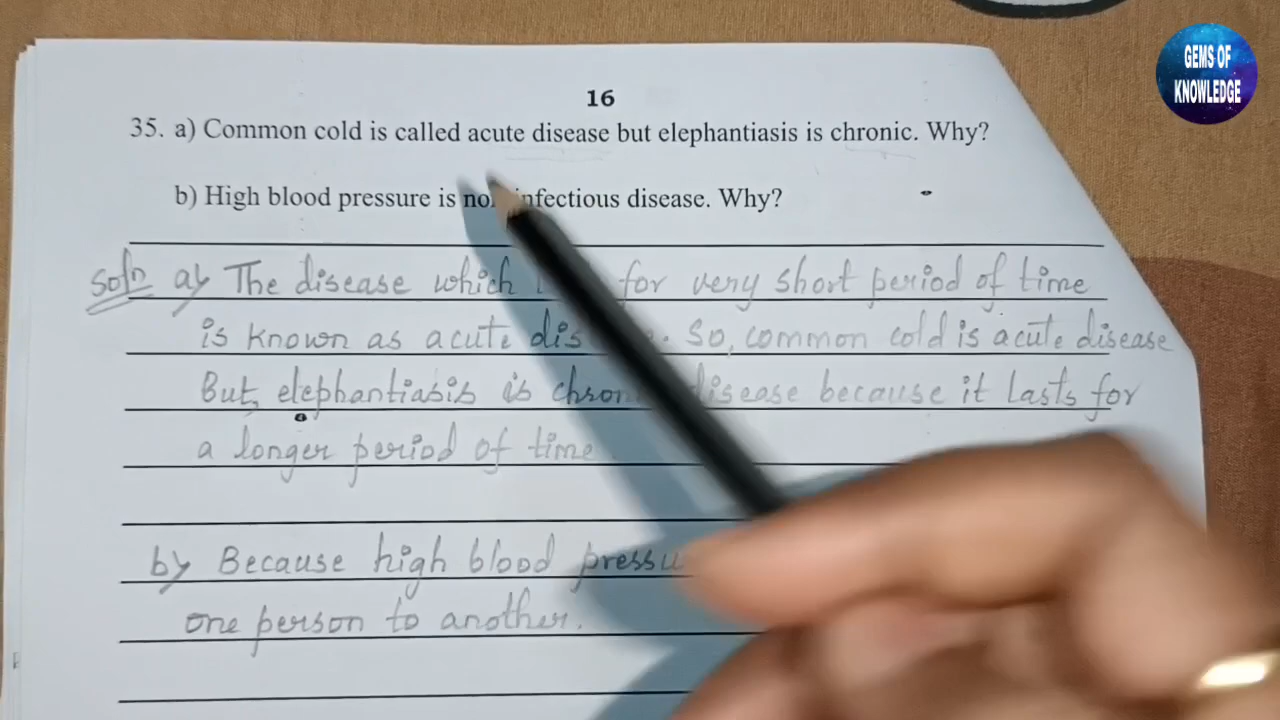 GEMS OF
KNOWLEDGE
16
35. a) Common cold is called acute disease but elephantiasis is chronic. Why?
b) High blood pressure is infectious disease. Why?
Soln a) The disease which for very short period of time
is known as acute So, common cold is acute disease
But, elephantiasis is disease because it lasts for
a longer period of time
b) Because high blood
one person to another.